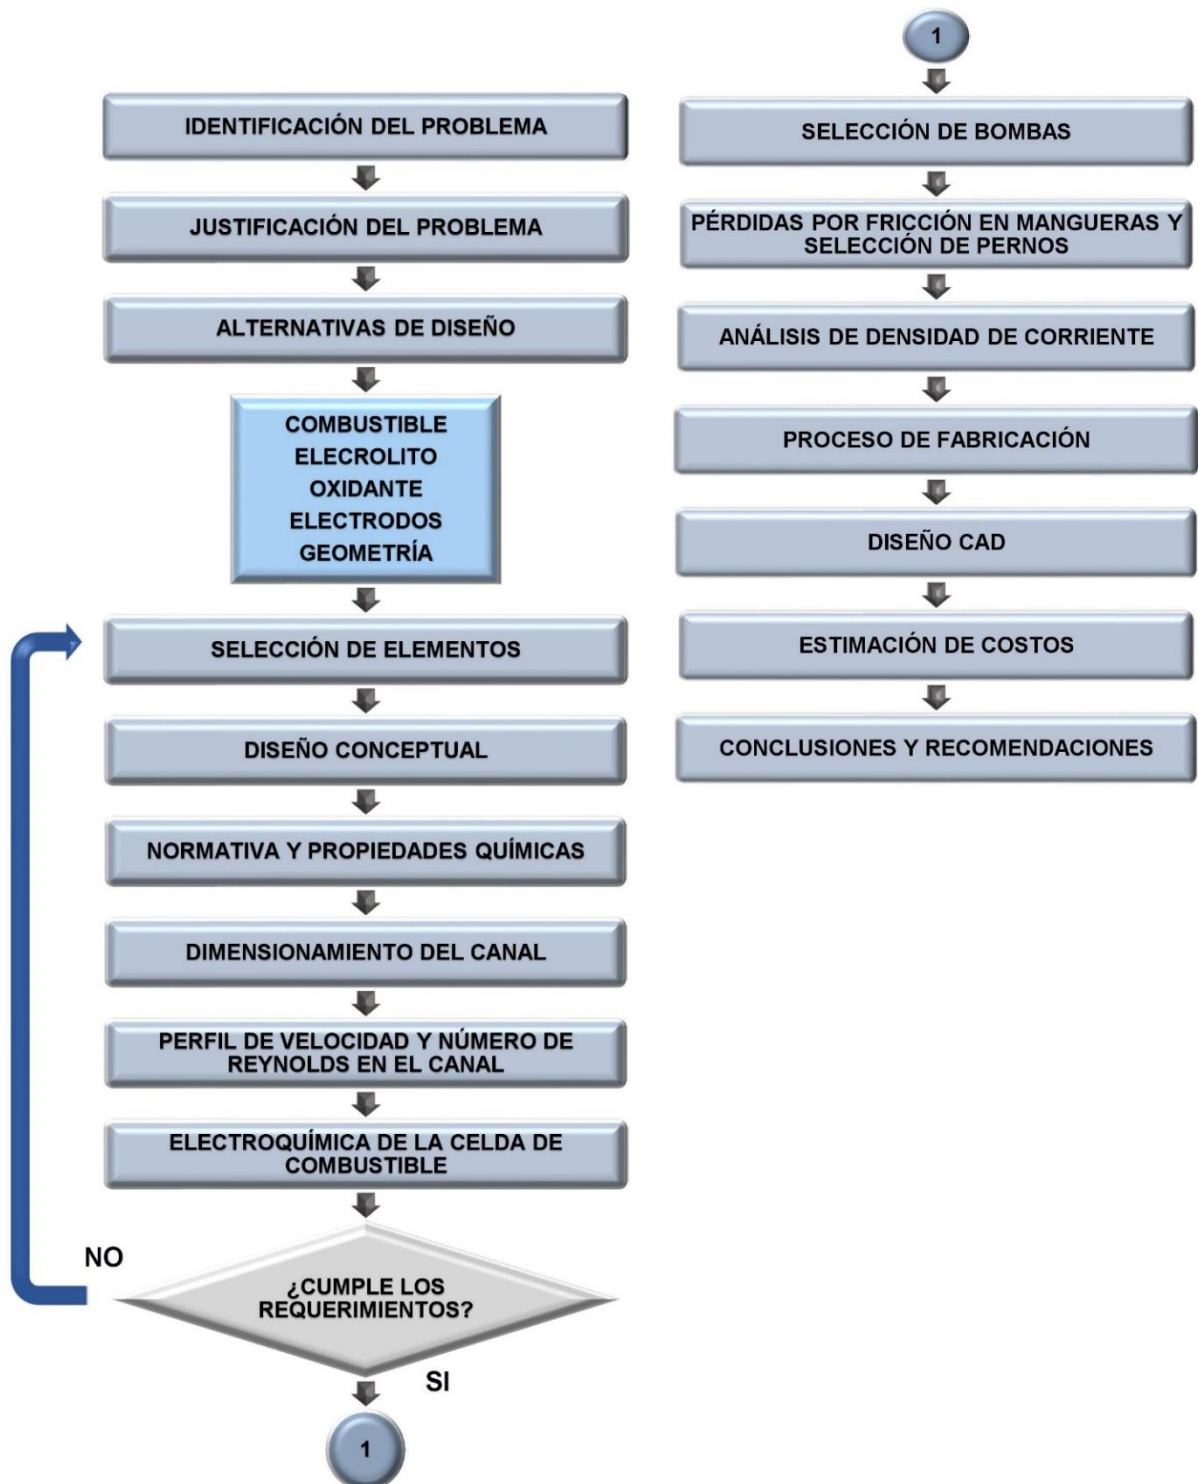 IDENTIFICACIÓN DEL PROBLEMA
JUSTIFICACIÓN DEL PROBLEMA
ALTERNATIVAS DE DISEÑO
COMBUSTIBLE
ELECROLITO
OXIDANTE
ELECTRODOS
GEOMETRÍA
SELECCIÓN DE ELEMENTOS
DISEÑO CONCEPTUAL
NORMATIVA Y PROPIEDADES QUÍMICAS
DIMENSIONAMIENTO DEL CANAL
PERFIL DE VELOCIDAD Y NÚMERO DE
REYNOLDS EN EL CANAL
ELECTROQUÍMICA DE LA CELDA DE
COMBUSTIBLE
NO
¿CUMPLE LOS
REQUERIMIENTOS?
SI
1
1
SELECCIÓN DE BOMBAS
PÉRDIDAS POR FRICCIÓN EN MANGUERAS Y
SELECCIÓN DE PERNOS
ANÁLISIS DE DENSIDAD DE CORRIENTE
PROCESO DE FABRICACIÓN
DISEÑO CAD
ESTIMACIÓN DE COSTOS
CONCLUSIONES Y RECOMENDACIONES